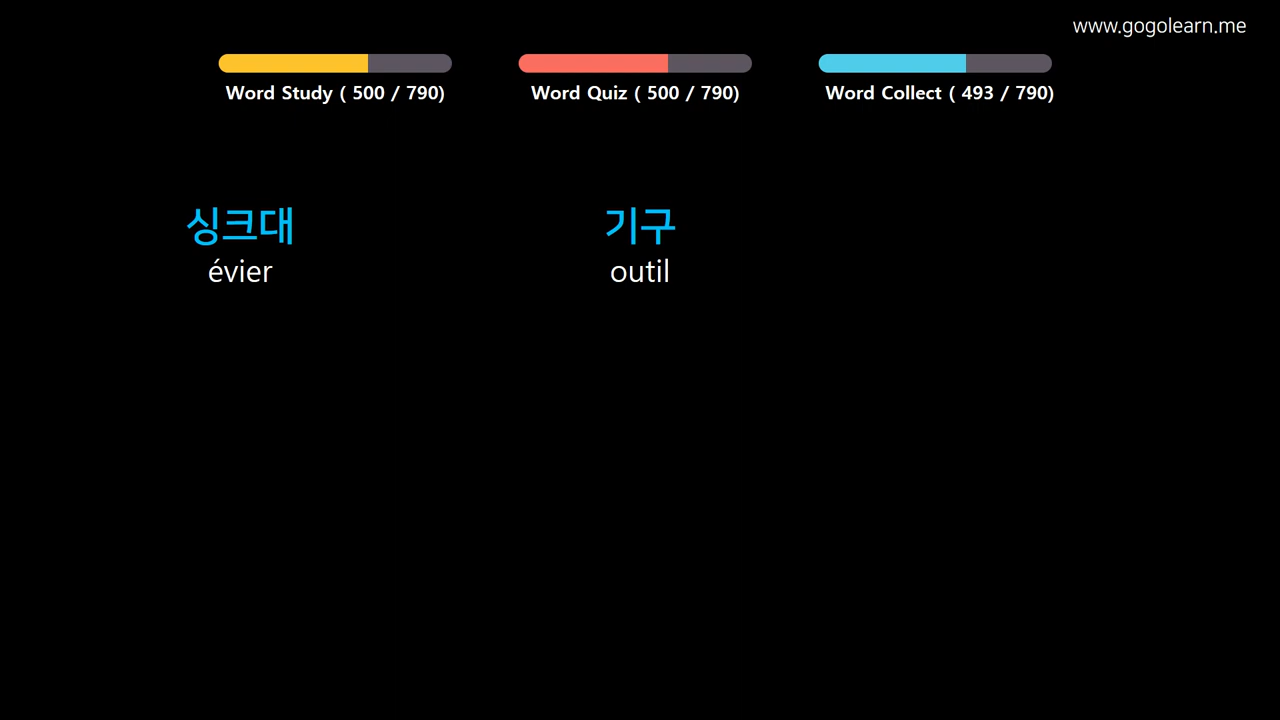 www.gogolearn.me
Word Study ( 500 / 790)
Word Quiz ( 500 / 790)
Word Collect ( 493 / 790)
싱크대
évier
기구
outil